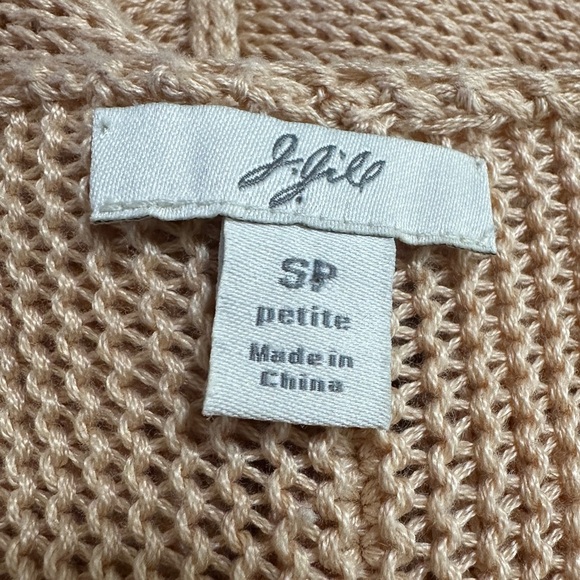 J.Jill
SP
petite
Made in
China